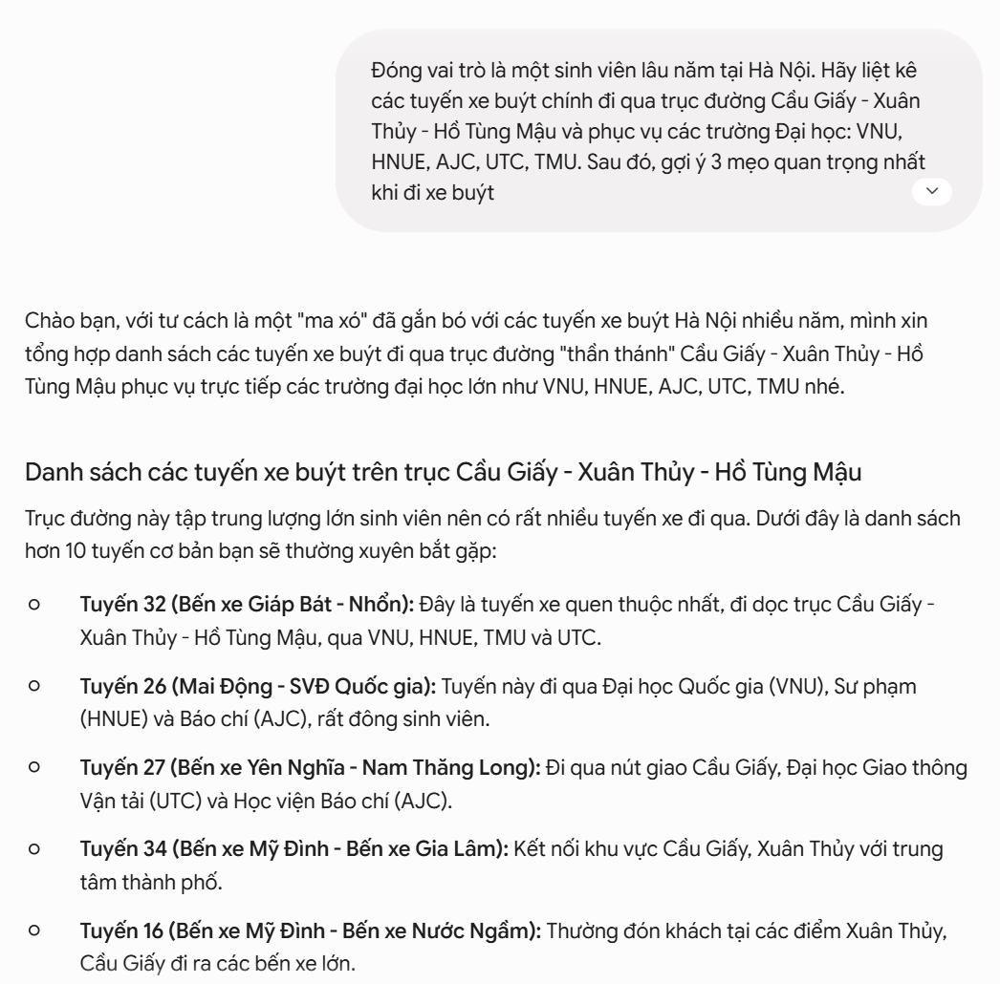 Đóng vai trò là một sinh viên lâu năm tại Hà Nội. Hãy liệt kê
các tuyến xe buýt chính đi qua trục đường Cầu Giấy - Xuân
Thủy - Hồ Tùng Mậu và phục vụ các trường Đại học: VNU,
HNUE, AJC, UTC, TMU. Sau đó, gợi ý 3 mẹo quan trọng nhất
khi đi xe buýt
Chào bạn, với tư cách là một "ma xó" đã gắn bó với các tuyến xe buýt Hà Nội nhiều năm, mình xin
tổng hợp danh sách các tuyến xe buýt đi qua trục đường "thần thánh" Cầu Giấy - Xuân Thủy - Hồ
Tùng Mậu phục vụ trực tiếp các trường đại học lớn như VNU, HNUE, AJC, UTC, TMU nhé.
Danh sách các tuyến xe buýt trên trục Cầu Giấy - Xuân Thủy - Hồ Tùng Mậu
Trục đường này tập trung lượng lớn sinh viên nên có rất nhiều tuyến xe đi qua. Dưới đây là danh sách
hơn 10 tuyến cơ bản bạn sẽ thường xuyên bắt gặp:
Tuyến 32 (Bến xe Giáp Bát - Nhổn): Đây là tuyến xe quen thuộc nhất, đi dọc trục Cầu Giấy -
Xuân Thủy - Hồ Tùng Mậu, qua VNU, HNUE, TMU và UTC.
Tuyến 26 (Mai Động - SVĐ Quốc gia): Tuyến này đi qua Đại học Quốc gia (VNU), Sư phạm
(HNUE) và Báo chí (AJC), rất đông sinh viên.
Tuyến 27 (Bến xe Yên Nghĩa - Nam Thăng Long): Đi qua nút giao Cầu Giấy, Đại học Giao thông
Vận tải (UTC) và Học viện Báo chí (AJC).
Tuyến 34 (Bến xe Mỹ Đình - Bến xe Gia Lâm): Kết nối khu vực Cầu Giấy, Xuân Thủy với trung
tâm thành phố.
Tuyến 16 (Bến xe Mỹ Đình - Bến xe Nước Ngầm): Thường đón khách tại các điểm Xuân Thủy,
Cầu Giấy đi ra các bến xe lớn.